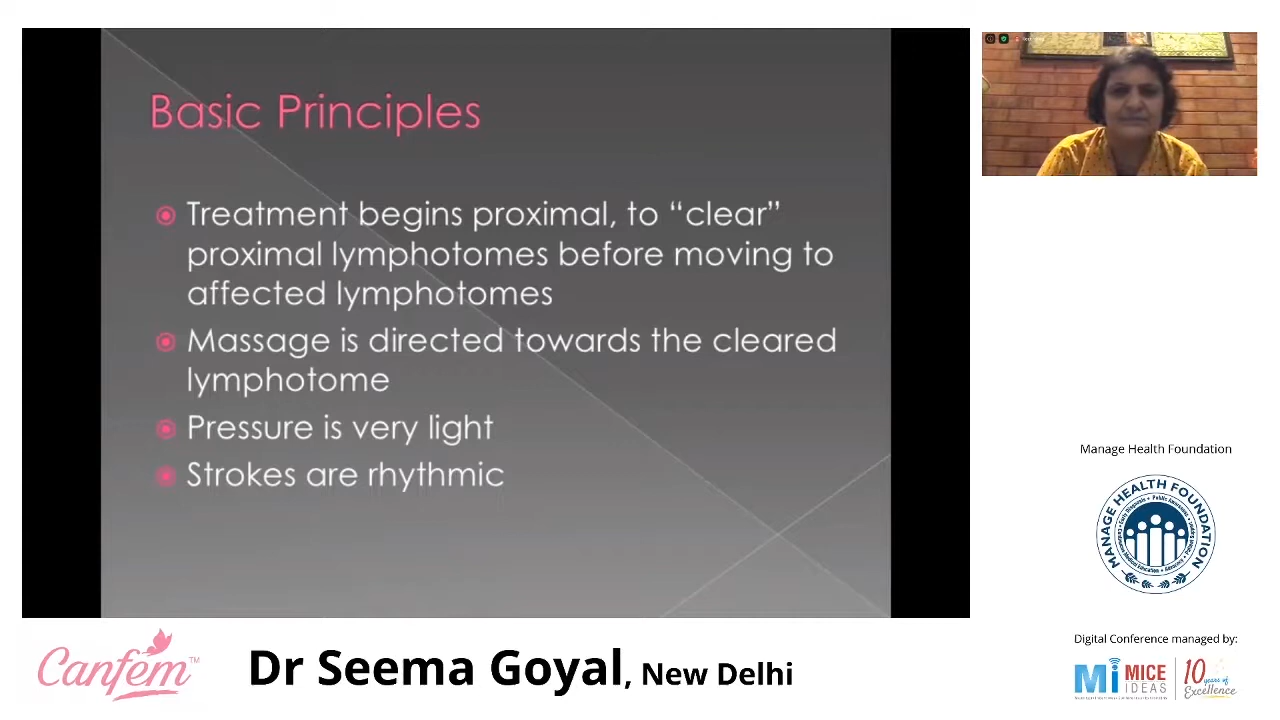 Basic Principles
Treatment begins proximal, to “clear”
proximal lymphotomes before moving to
affected lymphotomes
Massage is directed towards the cleared
lymphotome
Pressure is very light
Strokes are rhythmic
Manage Health Foundation
MANAGE HEALTH FOUNDATION
Digital Conference managed by:
Canfem™
Dr Seema Goyal, New Delhi
Mi MICE
IDEAS
10 years of
Excellence